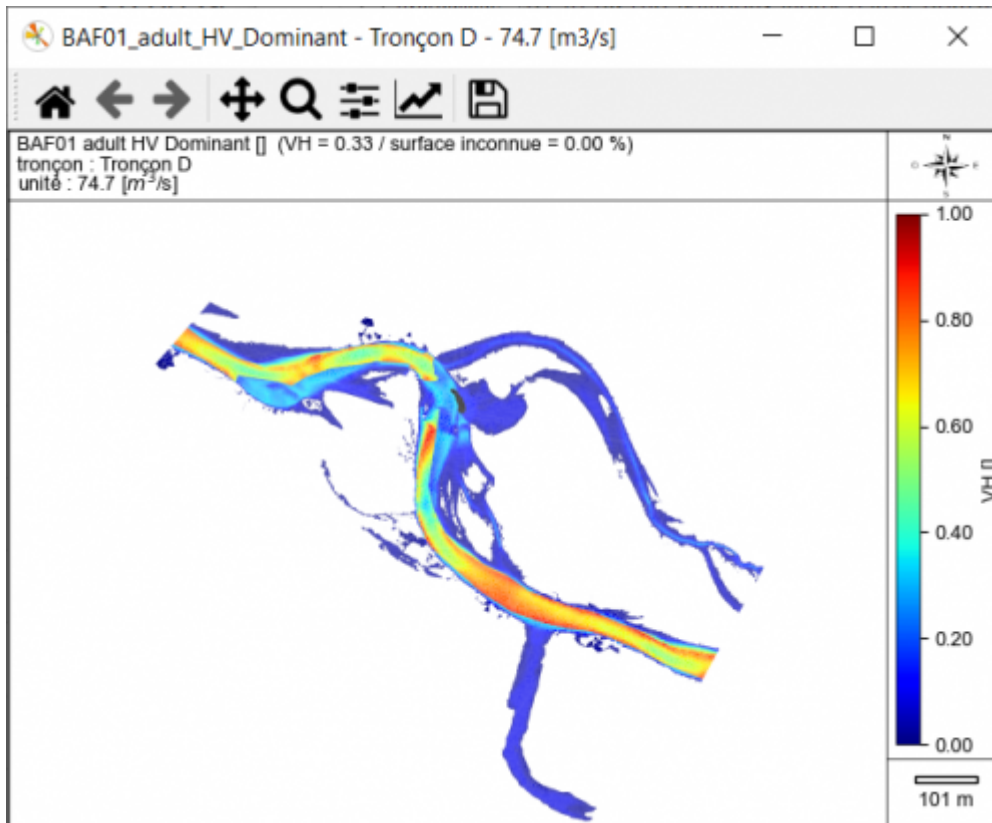 BAF01_adult_HV_Dominant - Tronçon D - 74.7 [m3/s]
BAF01 adult HV Dominant [] (VH = 0.33 / surface inconnue = 0.00 %)
tronçon : Tronçon D
unité : 74.7 [m³/s]
N
O E
S
1.00
0.80
0.60
0.40
0.20
0.00
VH []
101 m